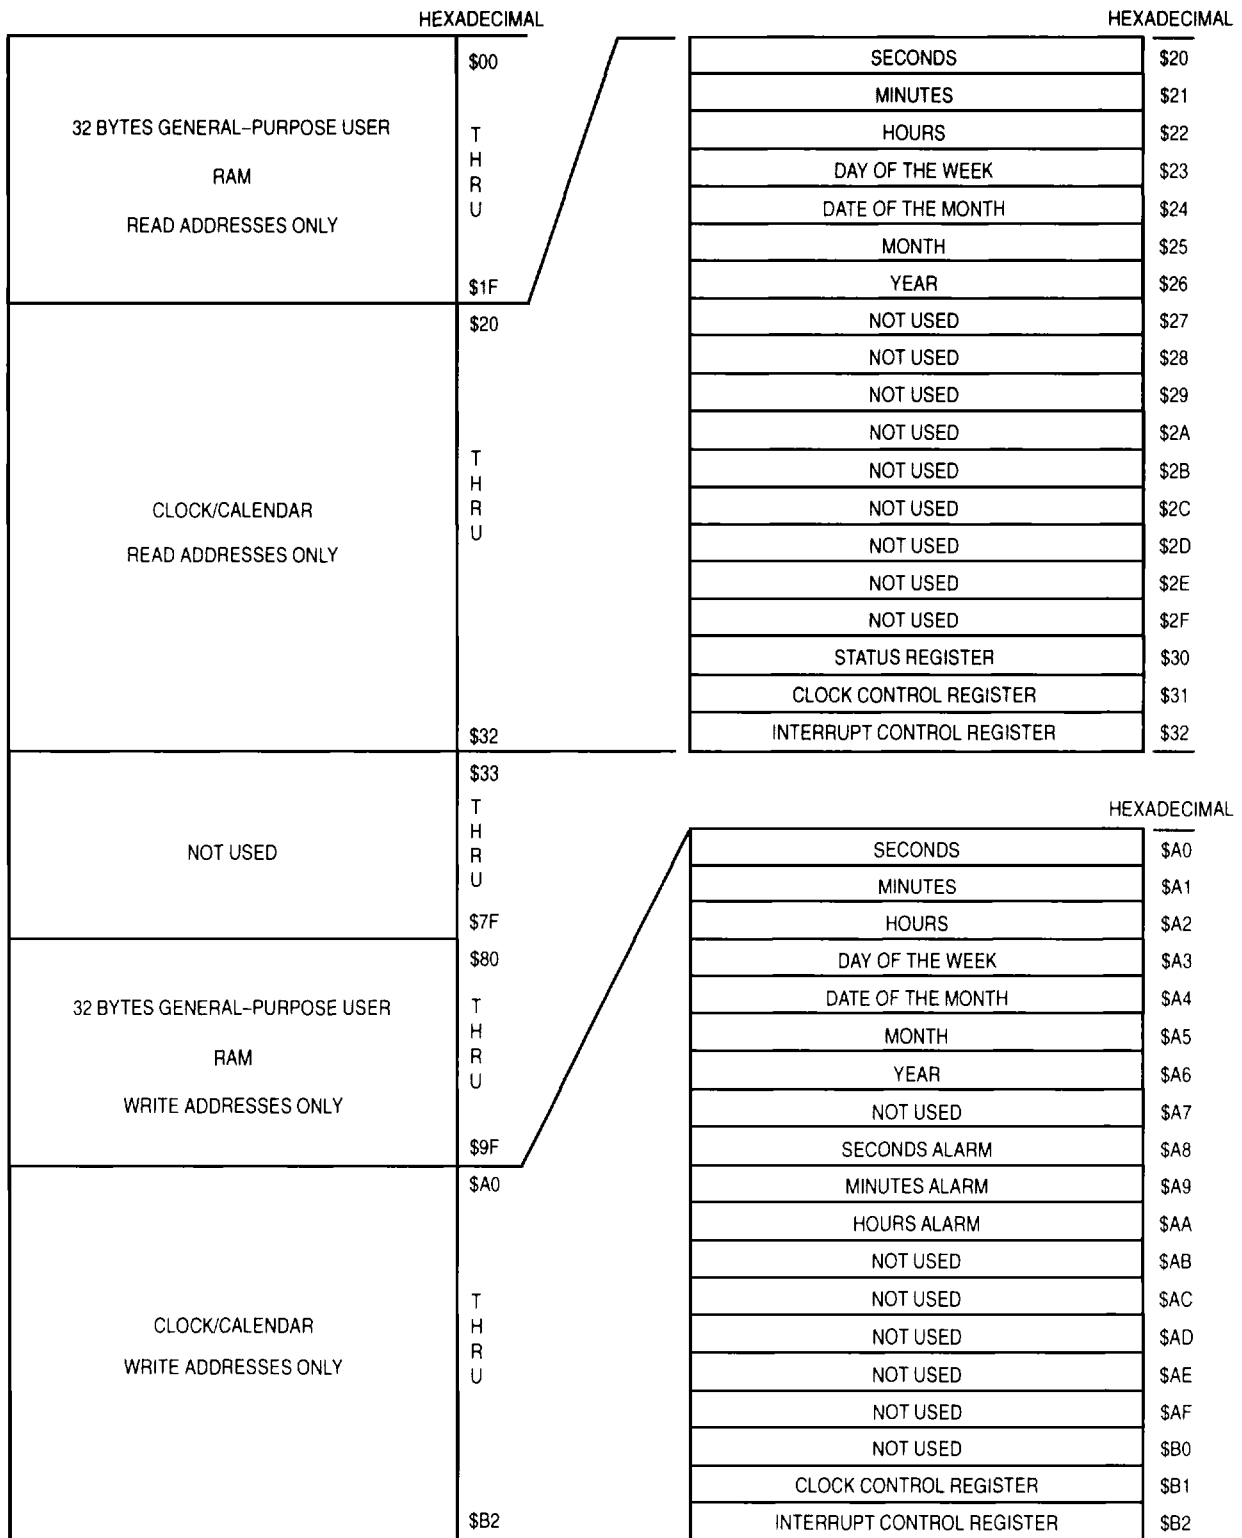 HEXADECIMAL
$00
32 BYTES GENERAL-PURPOSE USER
RAM
READ ADDRESSES ONLY
THRU
$1F
$20
CLOCK/CALENDAR
READ ADDRESSES ONLY
THRU
$32
$33
NOT USED
THRU
$7F
$80
32 BYTES GENERAL-PURPOSE USER
RAM
WRITE ADDRESSES ONLY
THRU
$9F
$A0
CLOCK/CALENDAR
WRITE ADDRESSES ONLY
THRU
$B2
HEXADECIMAL
SECONDS $20
MINUTES $21
HOURS $22
DAY OF THE WEEK $23
DATE OF THE MONTH $24
MONTH $25
YEAR $26
NOT USED $27
NOT USED $28
NOT USED $29
NOT USED $2A
NOT USED $2B
NOT USED $2C
NOT USED $2D
NOT USED $2E
NOT USED $2F
STATUS REGISTER $30
CLOCK CONTROL REGISTER $31
INTERRUPT CONTROL REGISTER $32
HEXADECIMAL
SECONDS $A0
MINUTES $A1
HOURS $A2
DAY OF THE WEEK $A3
DATE OF THE MONTH $A4
MONTH $A5
YEAR $A6
NOT USED $A7
SECONDS ALARM $A8
MINUTES ALARM $A9
HOURS ALARM $AA
NOT USED $AB
NOT USED $AC
NOT USED $AD
NOT USED $AE
NOT USED $AF
NOT USED $B0
CLOCK CONTROL REGISTER $B1
INTERRUPT CONTROL REGISTER $B2